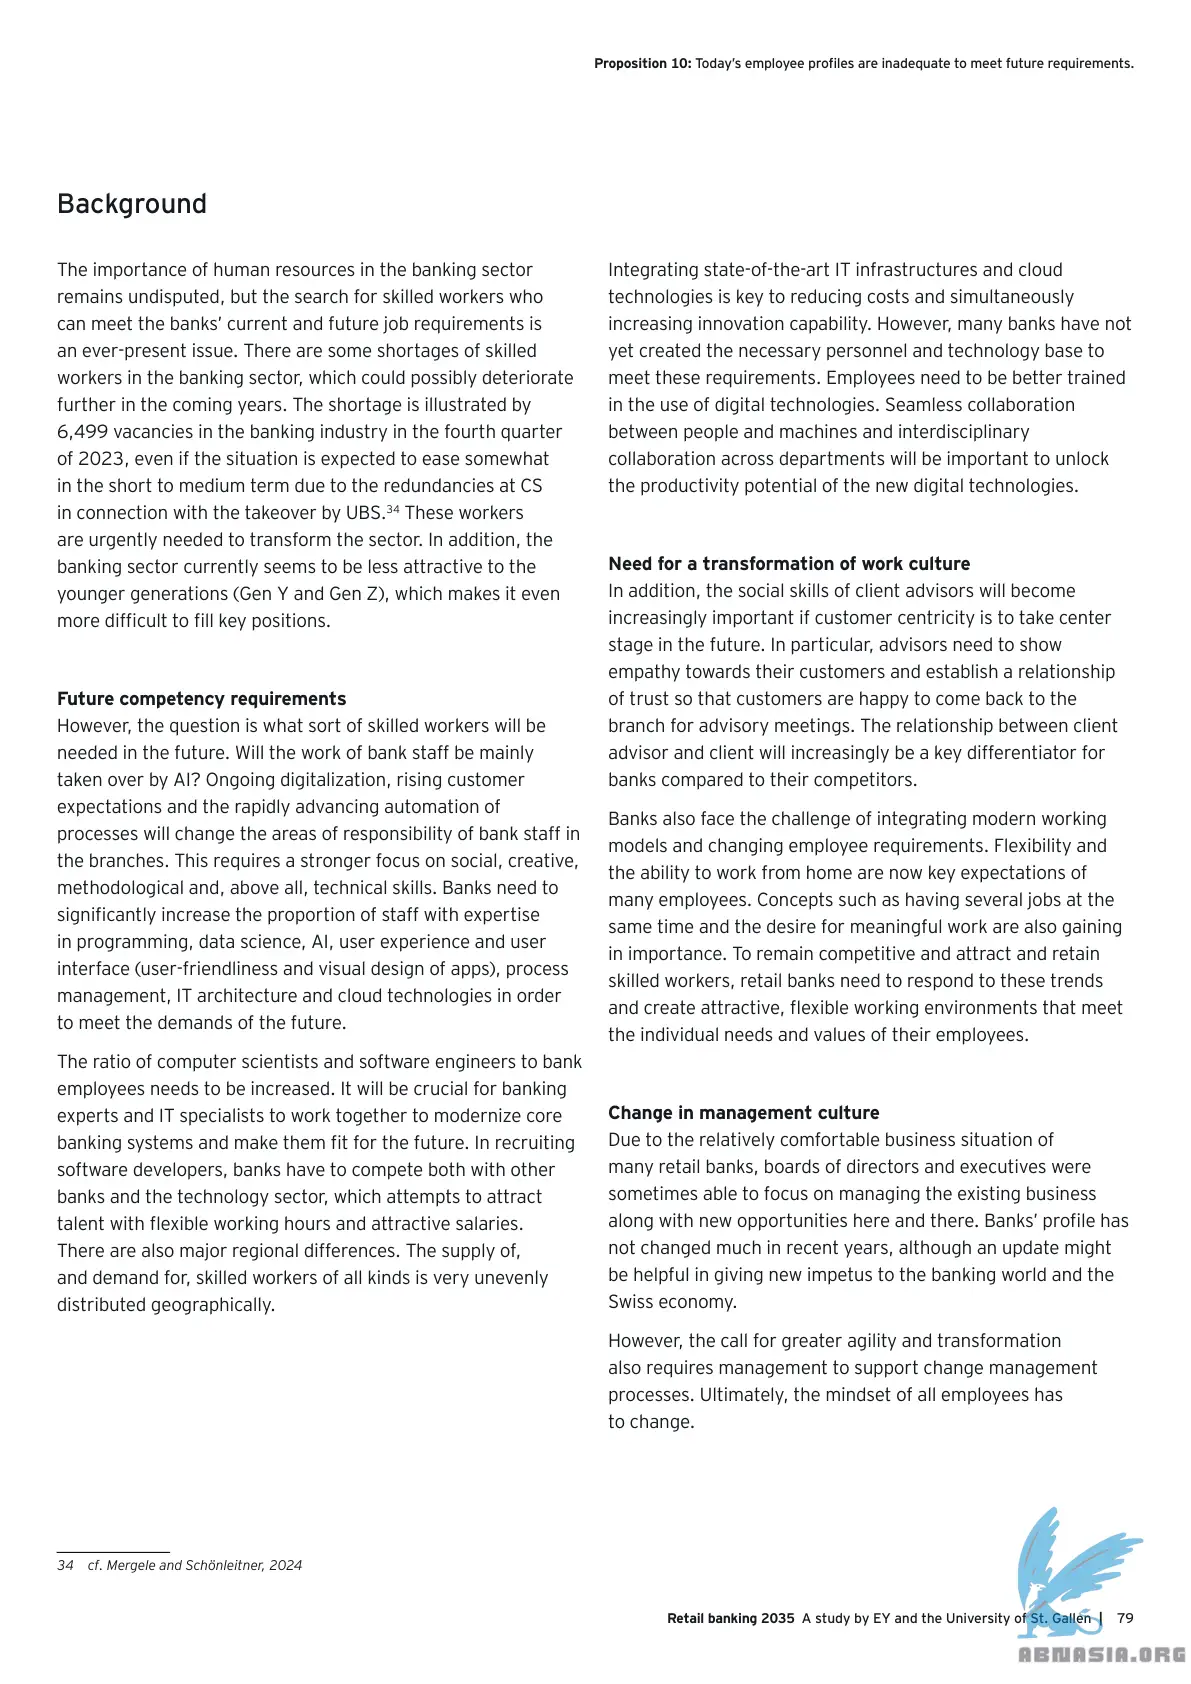 Proposition 10: Today’s employee profiles are inadequate to meet future requirements.
Background
The importance of human resources in the banking sector
remains undisputed, but the search for skilled workers who
can meet the banks’ current and future job requirements is
an ever-present issue. There are some shortages of skilled
workers in the banking sector, which could possibly deteriorate
further in the coming years. The shortage is illustrated by
6,499 vacancies in the banking industry in the fourth quarter
of 2023, even if the situation is expected to ease somewhat
in the short to medium term due to the redundancies at CS
in connection with the takeover by UBS.34 These workers
are urgently needed to transform the sector. In addition, the
banking sector currently seems to be less attractive to the
younger generations (Gen Y and Gen Z), which makes it even
more difficult to fill key positions.
Future competency requirements
However, the question is what sort of skilled workers will be
needed in the future. Will the work of bank staff be mainly
taken over by AI? Ongoing digitalization, rising customer
expectations and the rapidly advancing automation of
processes will change the areas of responsibility of bank staff in
the branches. This requires a stronger focus on social, creative,
methodological and, above all, technical skills. Banks need to
significantly increase the proportion of staff with expertise
in programming, data science, AI, user experience and user
interface (user-friendliness and visual design of apps), process
management, IT architecture and cloud technologies in order
to meet the demands of the future.
The ratio of computer scientists and software engineers to bank
employees needs to be increased. It will be crucial for banking
experts and IT specialists to work together to modernize core
banking systems and make them fit for the future. In recruiting
software developers, banks have to compete both with other
banks and the technology sector, which attempts to attract
talent with flexible working hours and attractive salaries.
There are also major regional differences. The supply of,
and demand for, skilled workers of all kinds is very unevenly
distributed geographically.
Integrating state-of-the-art IT infrastructures and cloud
technologies is key to reducing costs and simultaneously
increasing innovation capability. However, many banks have not
yet created the necessary personnel and technology base to
meet these requirements. Employees need to be better trained
in the use of digital technologies. Seamless collaboration
between people and machines and interdisciplinary
collaboration across departments will be important to unlock
the productivity potential of the new digital technologies.
Need for a transformation of work culture
In addition, the social skills of client advisors will become
increasingly important if customer centricity is to take center
stage in the future. In particular, advisors need to show
empathy towards their customers and establish a relationship
of trust so that customers are happy to come back to the
branch for advisory meetings. The relationship between client
advisor and client will increasingly be a key differentiator for
banks compared to their competitors.
Banks also face the challenge of integrating modern working
models and changing employee requirements. Flexibility and
the ability to work from home are now key expectations of
many employees. Concepts such as having several jobs at the
same time and the desire for meaningful work are also gaining
in importance. To remain competitive and attract and retain
skilled workers, retail banks need to respond to these trends
and create attractive, flexible working environments that meet
the individual needs and values of their employees.
Change in management culture
Due to the relatively comfortable business situation of
many retail banks, boards of directors and executives were
sometimes able to focus on managing the existing business
along with new opportunities here and there. Banks’ profile has
not changed much in recent years, although an update might
be helpful in giving new impetus to the banking world and the
Swiss economy.
However, the call for greater agility and transformation
also requires management to support change management
processes. Ultimately, the mindset of all employees has
to change.
34 cf. Mergele and Schönleitner, 2024
Retail banking 2035 A study by EY and the University of St. Gallen | 79
ABNASIA.ORG